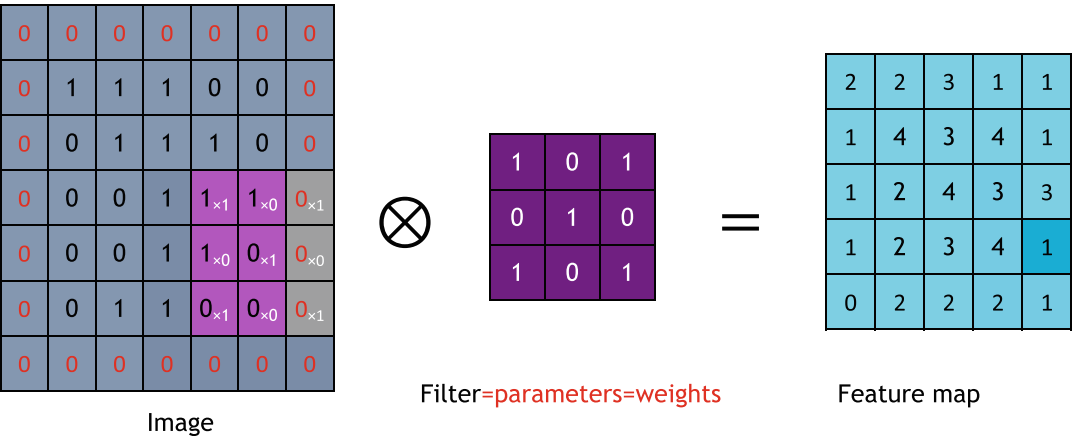 0 0 0 0 0 0 0
0 1 1 1 0 0 0
0 0 1 1 1 0 0
0 0 0 1 1×1 1×0 0×1
0 0 0 1 1×0 0×1 0×0
0 0 1 1 0×1 0×0 0×1
0 0 0 0 0 0 0
Image
⊗
1 0 1
0 1 0
1 0 1
Filter=parameters=weights
=
2 2 3 1 1
1 4 3 4 1
1 2 4 3 3
1 2 3 4 1
0 2 2 2 1
Feature map